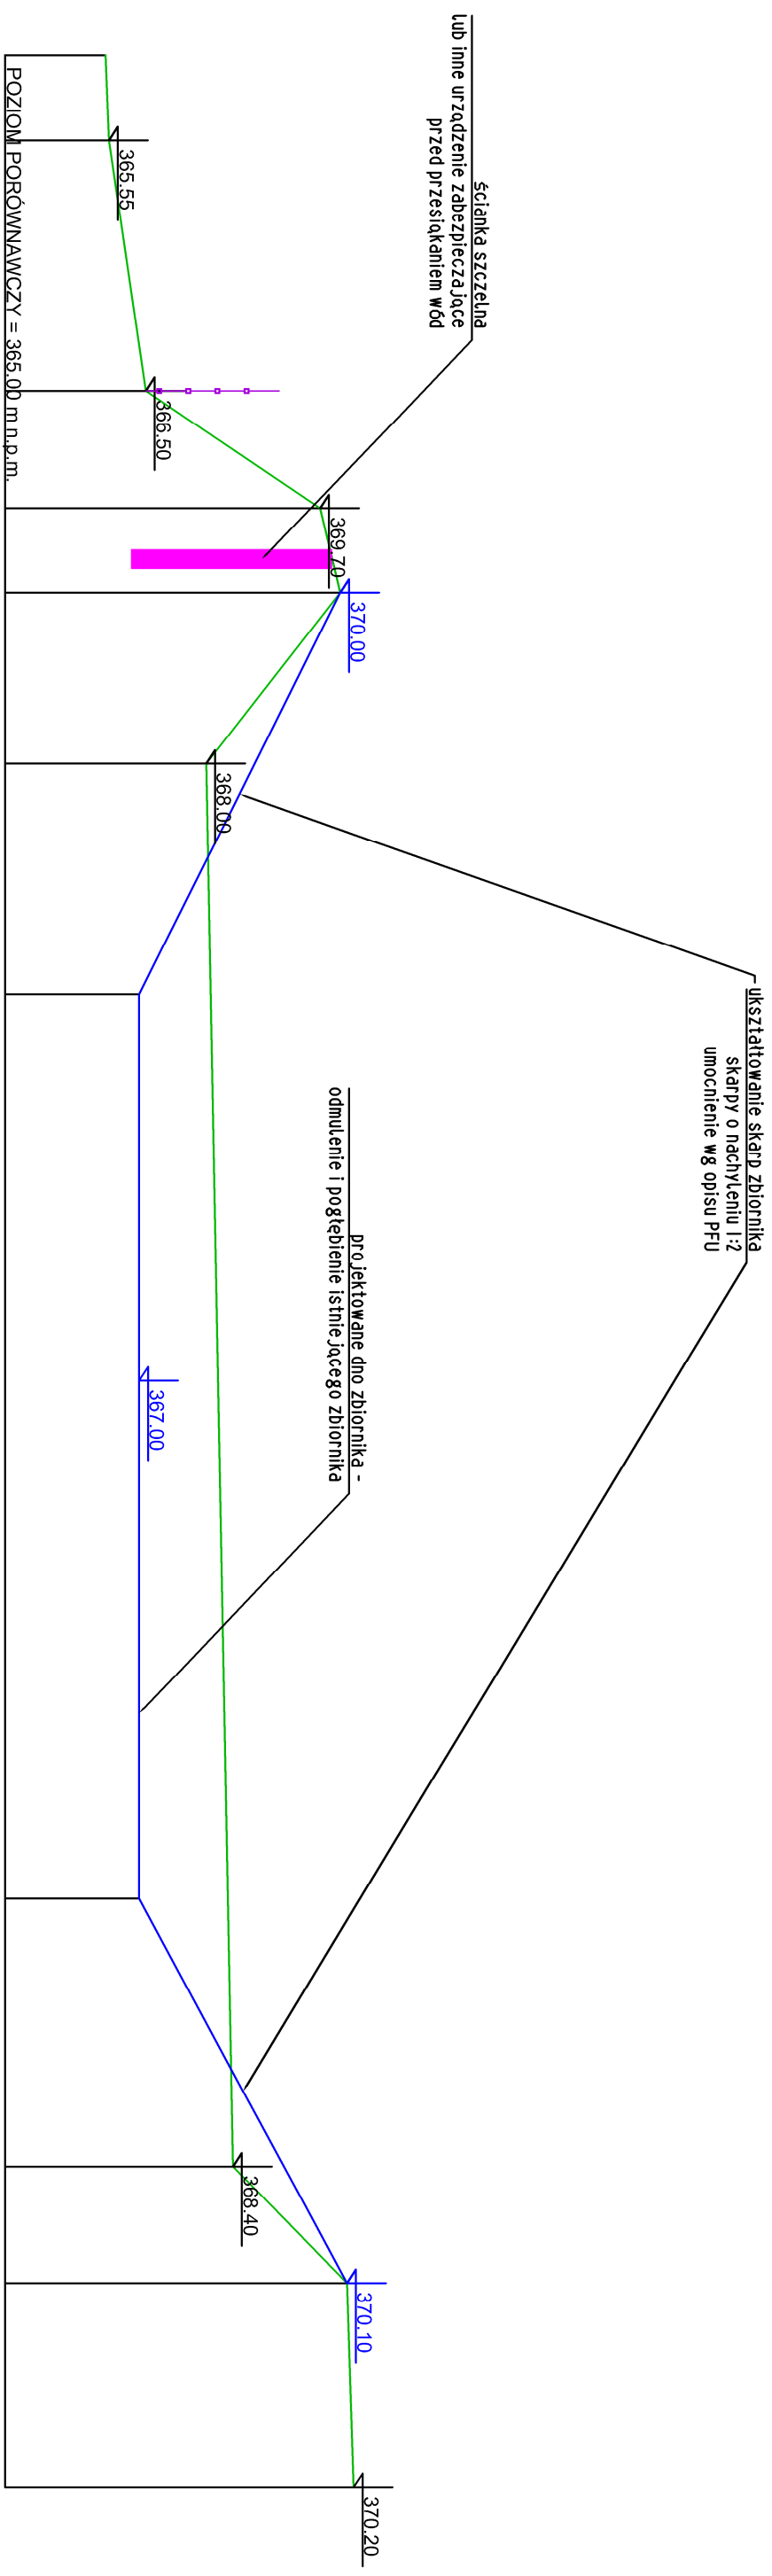 ścianka szczelna
lub inne urządzenie zabezpieczające
przed przesiąkaniem wód
ukształtowanie skarp zbiornika
skarpy o nachyleniu 1:2
umocnienie wg opisu PFU
projektowane dno zbiornika -
odmulenie i pogłębienie istniejącego zbiornika
365.55
366.50
369.70
370.00
368.00
367.00
368.40
370.10
370.20
POZIOM PORÓWNAWCZY = 365.00 m n.p.m.